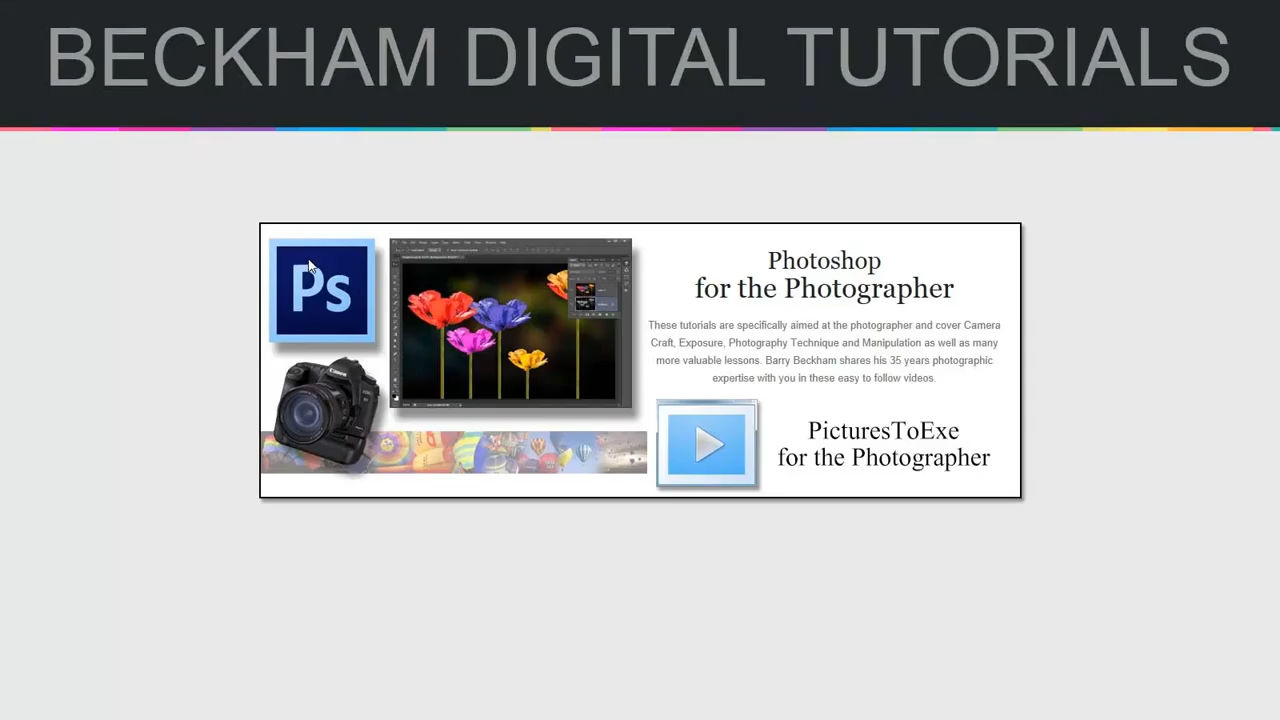 BECKHAM DIGITAL TUTORIALS
Ps
Canon
Photoshop
for the Photographer
These tutorials are specifically aimed at the photographer and cover Camera
Craft, Exposure, Photography Technique and Manipulation as well as many
more valuable lessons. Barry Beckham shares his 35 years photographic
expertise with you in these easy to follow videos.
PicturesToExe
for the Photographer